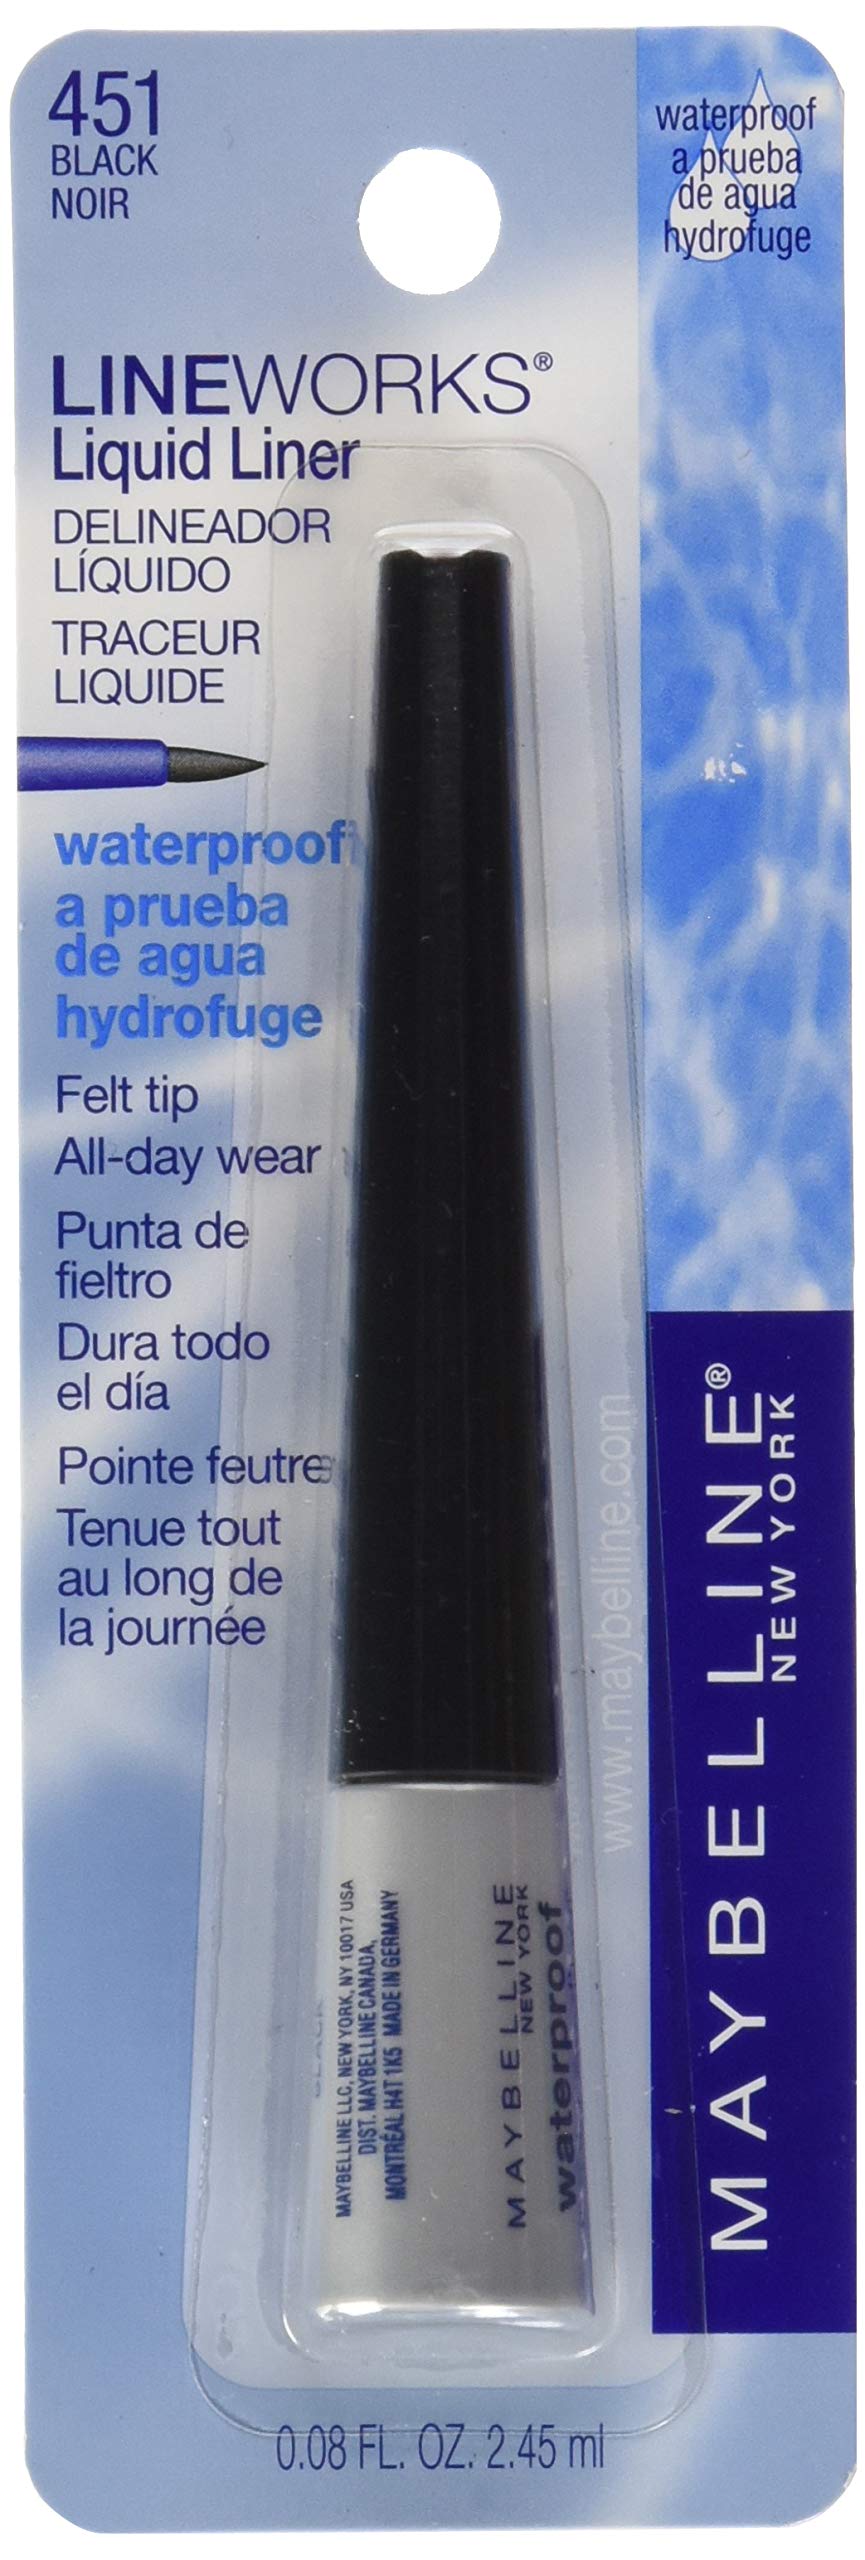 451
BLACK
NOIR
waterproof
a prueba
de agua
hydrofuge
LINEWORKS®
Liquid Liner
DELINEADOR
LÍQUIDO
TRACEUR
LIQUIDE
waterproof
a prueba
de agua
hydrofuge
Felt tip
All-day wear
Punta de
fieltro
Dura todo
el día
Pointe feutre
Tenue tout
au long de
la journée
www.maybelline.com
MAYBELLINE®
NEW YORK
MAYBELLINE LLC, NEW YORK, NY 10017 USA
DIST. MAYBELLINE CANADA,
MONTRÉAL H4T 1K5 MADE IN GERMANY
MAYBELLINE
NEW YORK
waterproof
0.08 FL. OZ. 2.45 ml